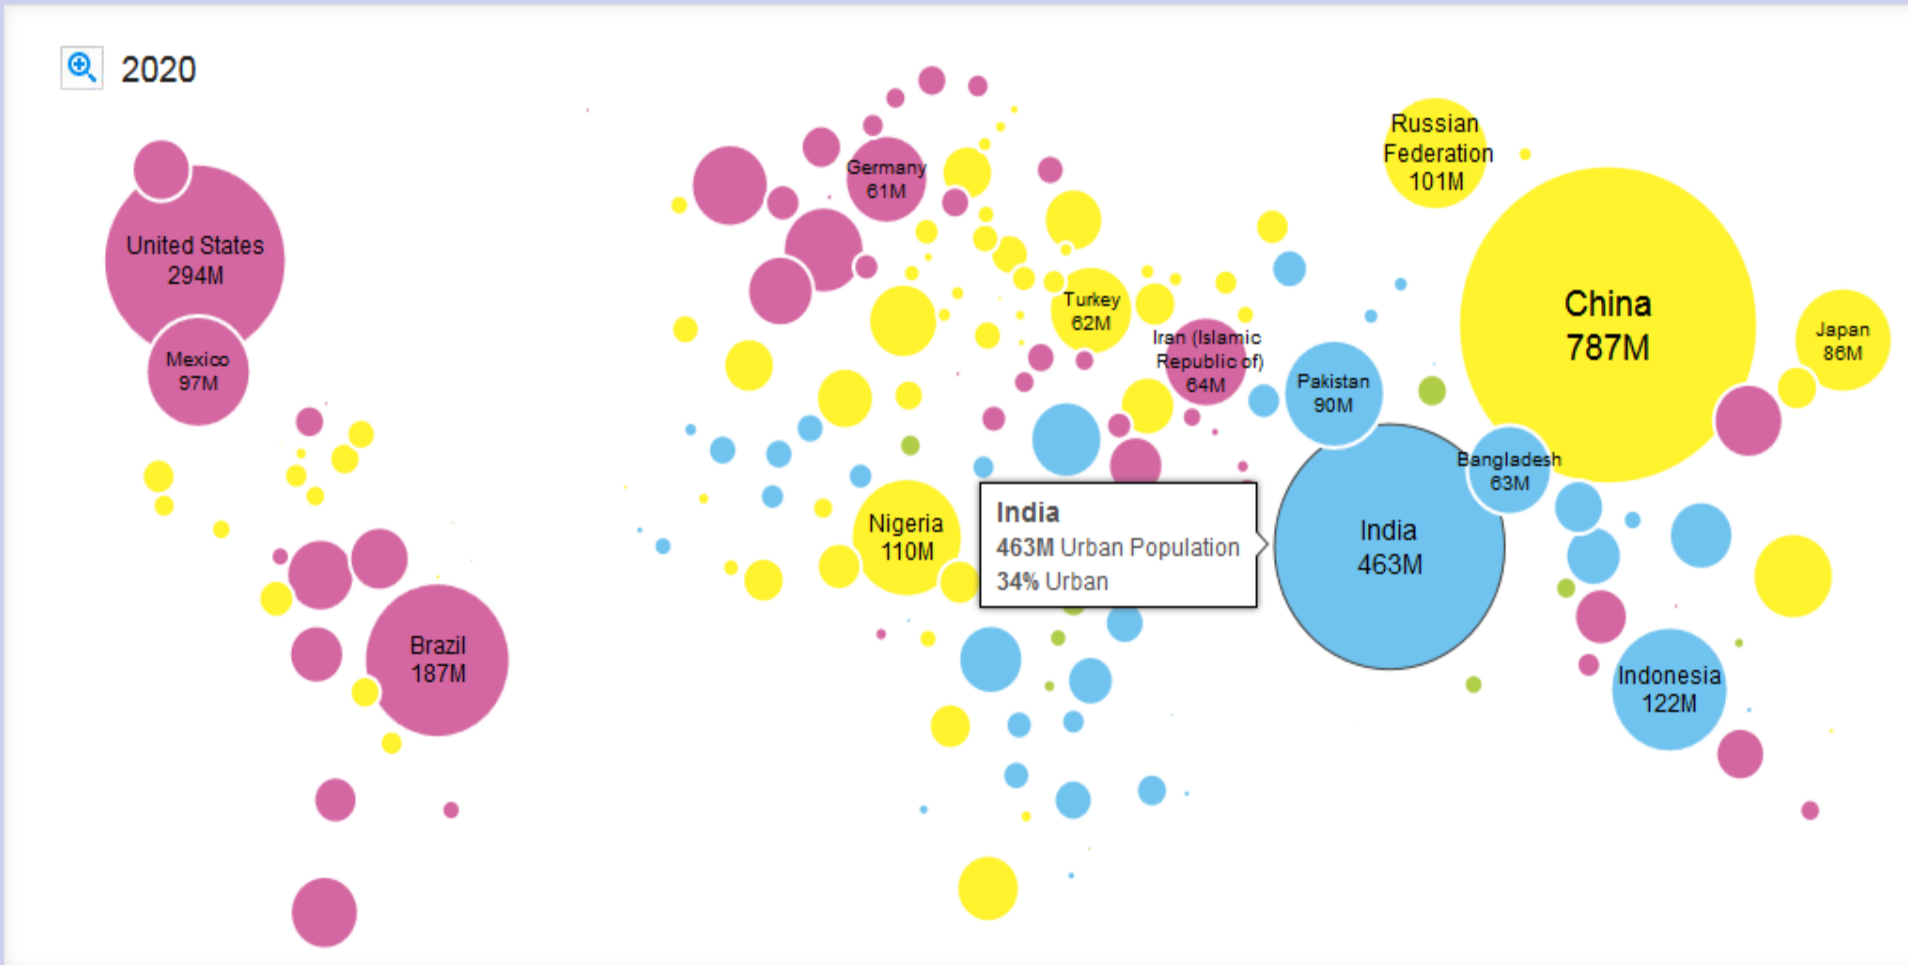 2020
Russian
Federation
101M
Germany
61M
United States
294M
China
787M
Turkey
62M
Japan
86M
Iran (Islamic
Republic of)
64M
Mexico
97M
Pakistan
90M
Bangladesh
63M
India
463M Urban Population
34% Urban
Nigeria
110M
India
463M
Brazil
187M
Indonesia
122M